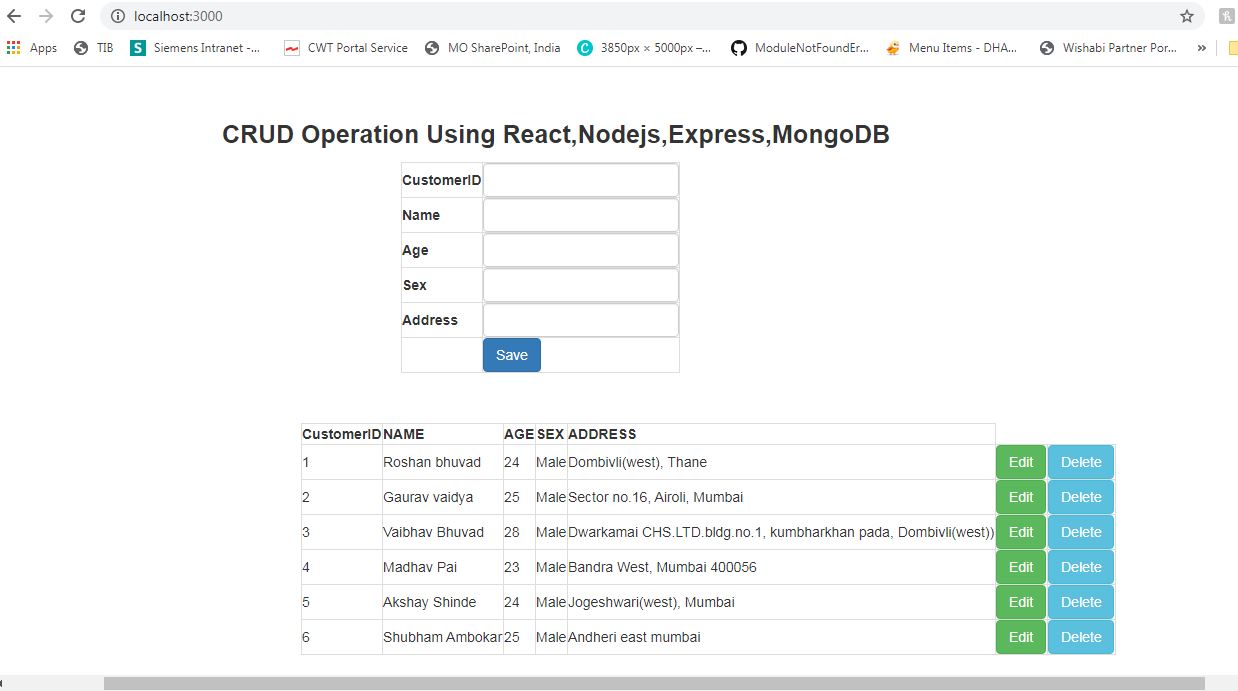 localhost:3000
Apps TIB Siemens Intranet -... CWT Portal Service MO SharePoint, India 3850px × 5000px –... ModuleNotFoundEr... Menu Items - DHA... Wishabi Partner Por... »
CRUD Operation Using React,Nodejs,Express,MongoDB
CustomerID
Name
Age
Sex
Address
Save
CustomerID NAME AGE SEX ADDRESS
1 Roshan bhuvad 24 Male Dombivli(west), Thane Edit Delete
2 Gaurav vaidya 25 Male Sector no.16, Airoli, Mumbai Edit Delete
3 Vaibhav Bhuvad 28 Male Dwarkamai CHS.LTD.bldg.no.1, kumbharkhan pada, Dombivli(west)) Edit Delete
4 Madhav Pai 23 Male Bandra West, Mumbai 400056 Edit Delete
5 Akshay Shinde 24 Male Jogeshwari(west), Mumbai Edit Delete
6 Shubham Ambokar 25 Male Andheri east mumbai Edit Delete